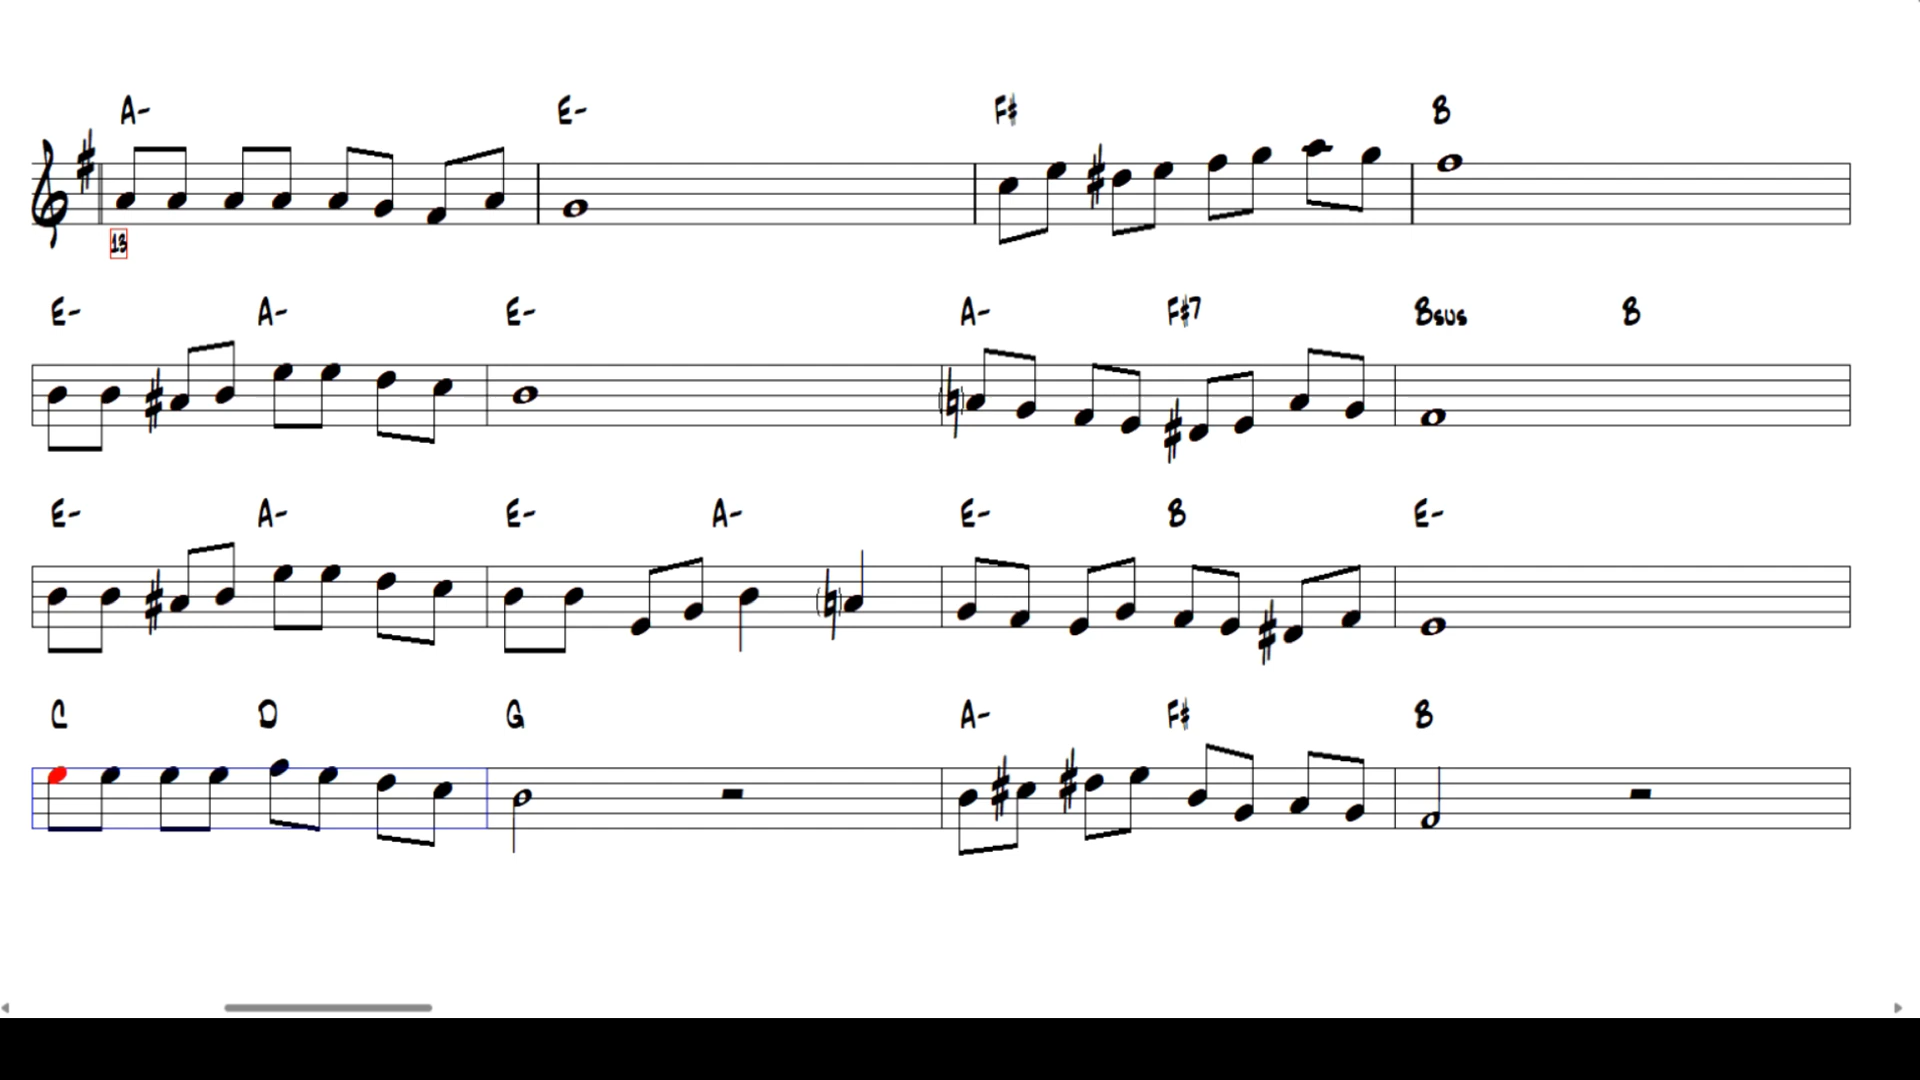 A- E- F♯ B
13
E- A- E- A- F♯7 Bsus B
E- A- E- A- E- B E-
C D G A- F♯ B